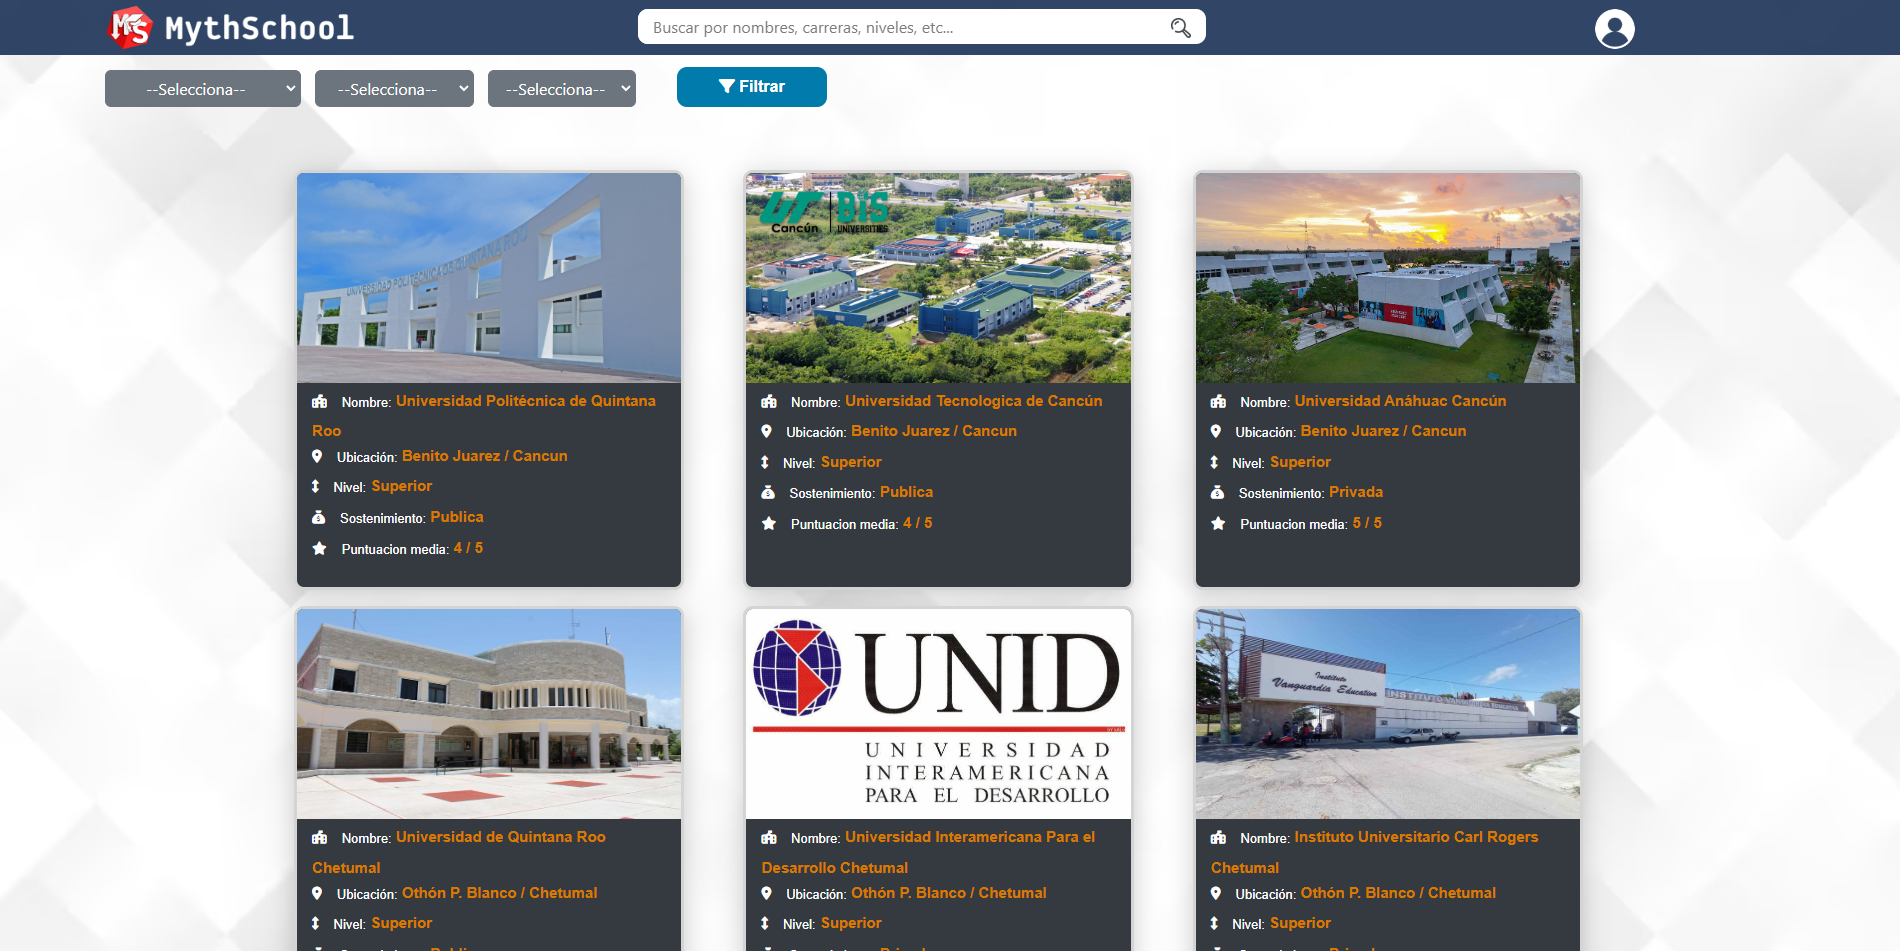 MS MythSchool
Buscar por nombres, carreras, niveles, etc...
--Selecciona-- --Selecciona-- --Selecciona-- Filtrar
UNIVERSIDAD POLITECNICA DE QUINTANA ROO
Nombre: Universidad Politécnica de Quintana
Roo
Ubicación: Benito Juarez / Cancun
Nivel: Superior
Sostenimiento: Publica
Puntuacion media: 4 / 5
UT BiS
Cancún UNIVERSITIES
Nombre: Universidad Tecnologica de Cancún
Ubicación: Benito Juarez / Cancun
Nivel: Superior
Sostenimiento: Publica
Puntuacion media: 4 / 5
Nombre: Universidad Anáhuac Cancún
Ubicación: Benito Juarez / Cancun
Nivel: Superior
Sostenimiento: Privada
Puntuacion media: 5 / 5
Nombre: Universidad de Quintana Roo
Chetumal
Ubicación: Othón P. Blanco / Chetumal
Nivel: Superior
UNID
UNIVERSIDAD
INTERAMERICANA
PARA EL DESARROLLO
Nombre: Universidad Interamericana Para el
Desarrollo Chetumal
Ubicación: Othón P. Blanco / Chetumal
Nivel: Superior
Instituto
Vanguardia Educativa
Nombre: Instituto Universitario Carl Rogers
Chetumal
Ubicación: Othón P. Blanco / Chetumal
Nivel: Superior